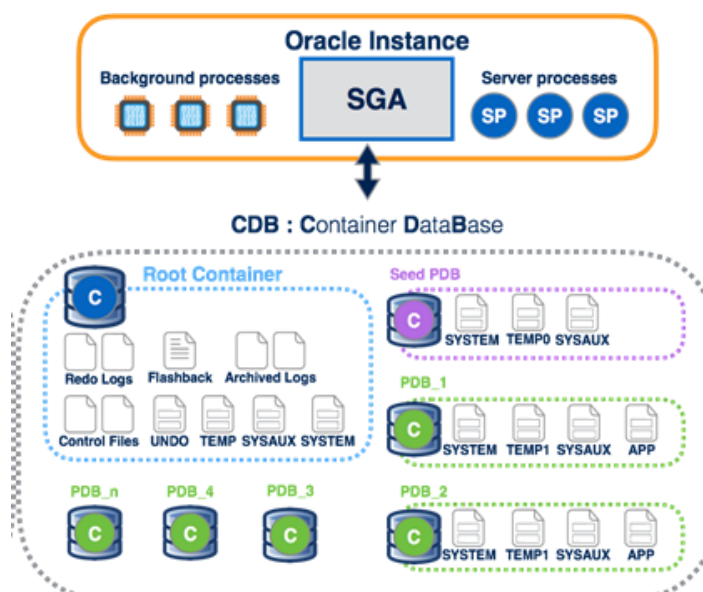 Oracle Instance
Background processes
SGA
Server processes
SP SP SP
CDB : Container DataBase
Root Container
C
Redo Logs
Flashback
Archived Logs
Control Files
UNDO
TEMP
SYSAUX
SYSTEM
Seed PDB
C
SYSTEM
TEMP0
SYSAUX
PDB_1
C
SYSTEM
TEMP1
SYSAUX
APP
PDB_n
C
PDB_4
C
PDB_3
C
PDB_2
C
SYSTEM
TEMP1
SYSAUX
APP